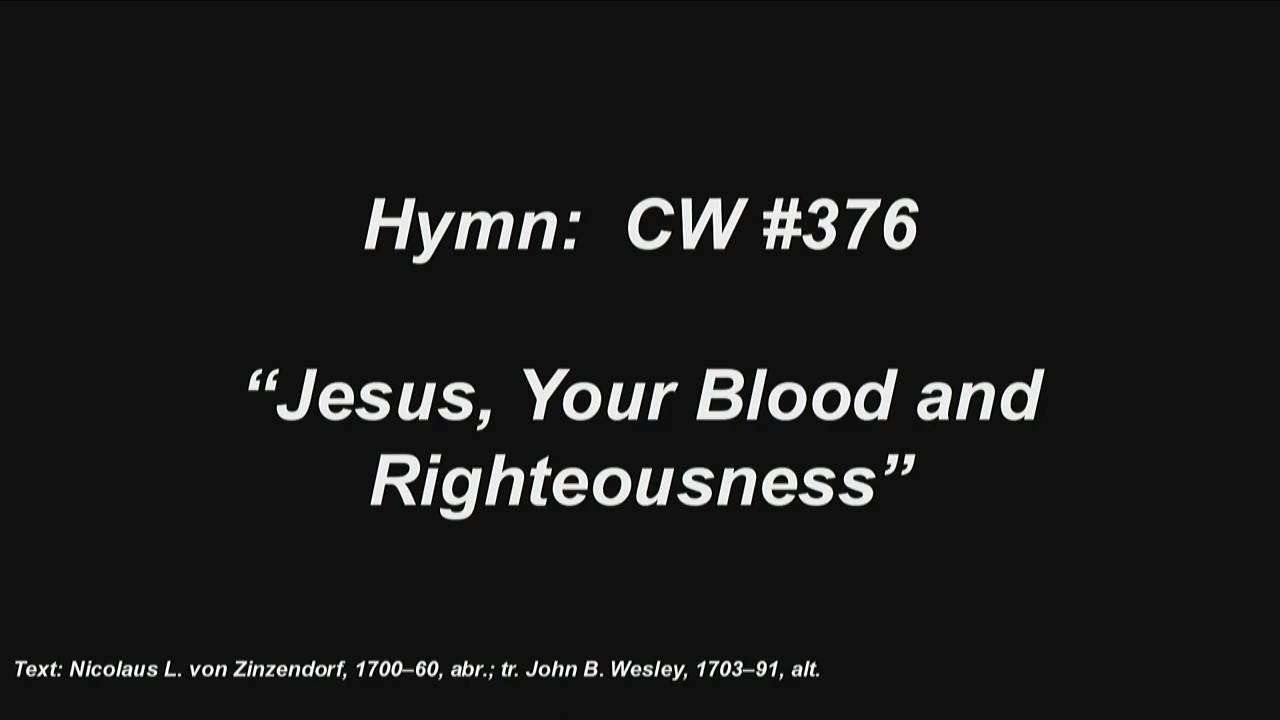 Hymn:  CW #376
“Jesus, Your Blood and
Righteousness”
Text: Nicolaus L. von Zinzendorf, 1700–60, abr.; tr. John B. Wesley, 1703–91, alt.